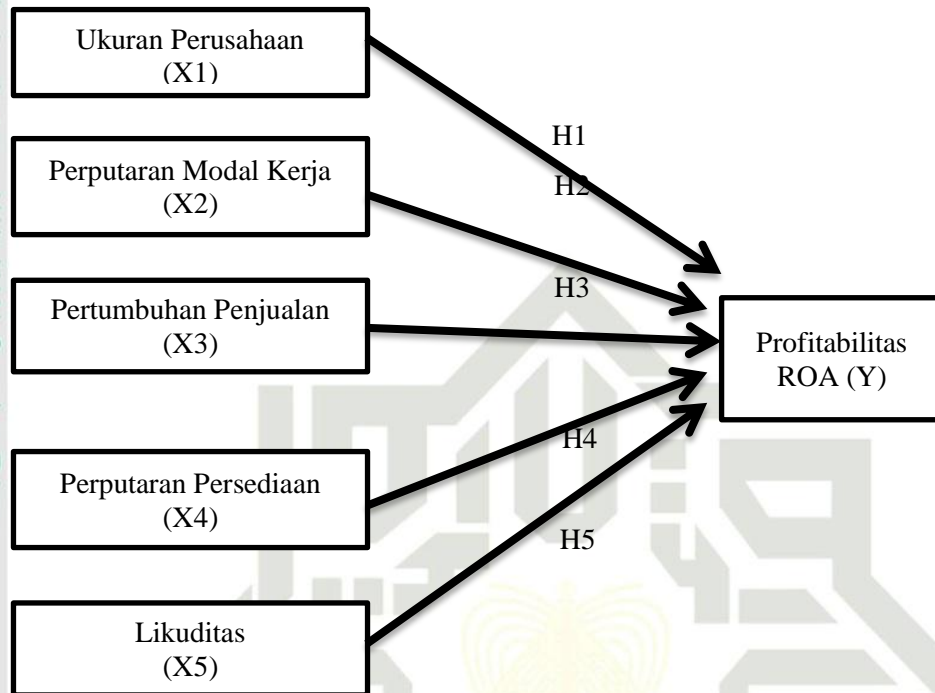 Ukuran Perusahaan
(X1)
H1
Perputaran Modal Kerja
(X2)
H2
H3
Pertumbuhan Penjualan
(X3)
Profitabilitas
ROA (Y)
H4
Perputaran Persediaan
(X4)
H5
Likuditas
(X5)